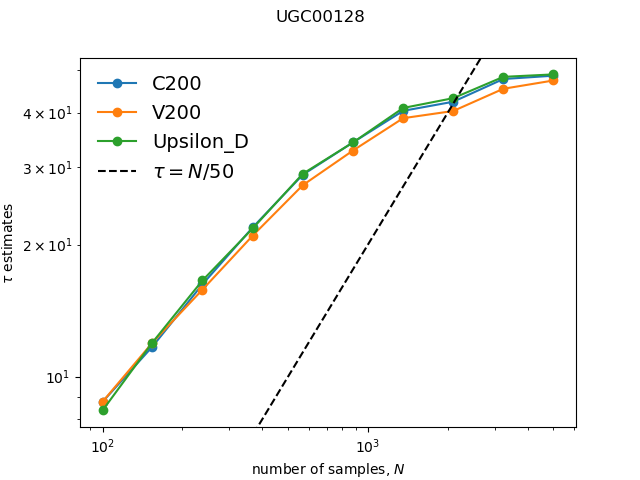 UGC00128
C200
V200
Upsilon_D
τ = N/50
τ estimates
4 × 10¹
3 × 10¹
2 × 10¹
10¹
10²
10³
number of samples, N